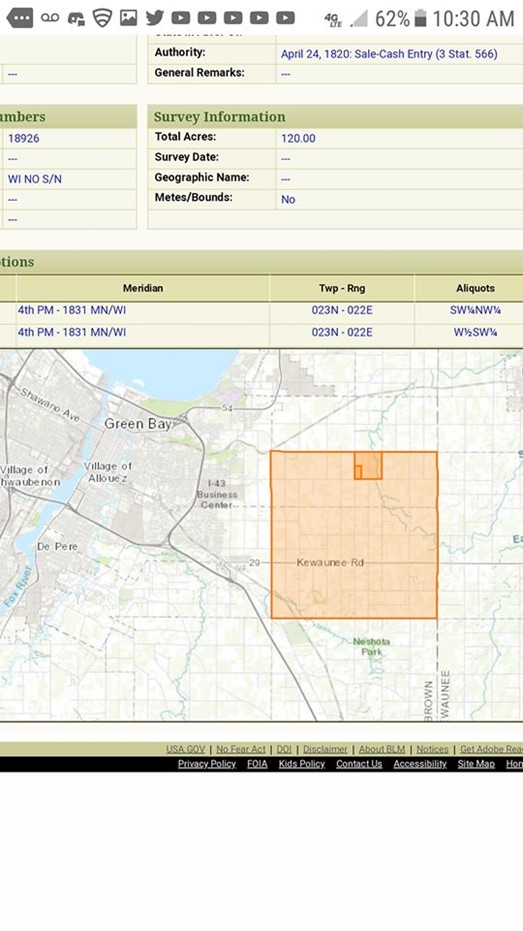 4G LTE 62% 10:30 AM
Authority: April 24, 1820: Sale-Cash Entry (3 Stat. 566)
--- General Remarks: ---
umbers Survey Information
18926 Total Acres: 120.00
--- Survey Date: ---
WI NO S/N Geographic Name: ---
--- Metes/Bounds: No
---
tions
Meridian Twp - Rng Aliquots
4th PM - 1831 MN/WI 023N - 022E SW¼NW¼
4th PM - 1831 MN/WI 023N - 022E W½SW¼
Shawano Ave
54
Green Bay
Village of
hwaubenon
Village of
Allouez
I-43
Business
Center
De Pere
29
Kewaunee Rd
Fox River
Neshota
Park
BROWN
WAUNEE
USA.GOV | No Fear Act | DOI | Disclaimer | About BLM | Notices | Get Adobe Rea
Privacy Policy FOIA Kids Policy Contact Us Accessibility Site Map Hom